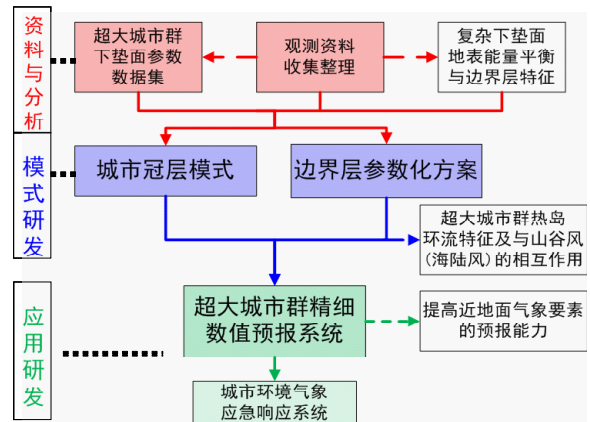 资料与分析
超大城市群
下垫面参数
数据集
观测资料
收集整理
复杂下垫面
地表能量平衡
与边界层特征
模式研发
城市冠层模式
边界层参数化方案
超大城市群热岛
环流特征及与山谷风
(海陆风)的相互作用
应用研发
超大城市群精细
数值预报系统
提高近地面气象要素
的预报能力
城市环境气象
应急响应系统